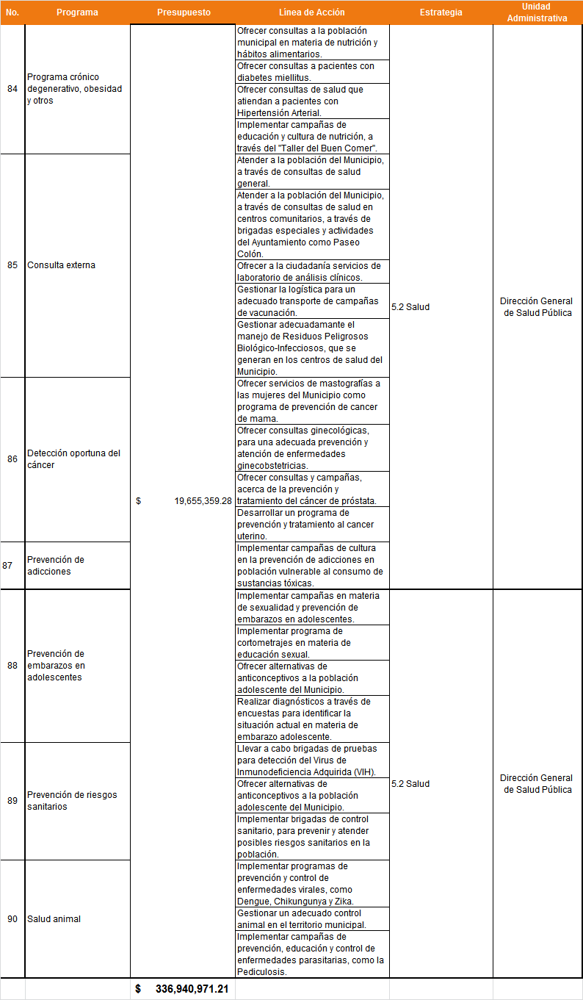 No. Programa Presupuesto Línea de Acción Estrategia Unidad
Administrativa
84
Programa crónico
degenerativo, obesidad
y otros
Ofrecer consultas a la población
municipal en materia de nutrición y
hábitos alimentarios.
Ofrecer consultas a pacientes con
diabetes miellitus.
Ofrecer consultas de salud que
atiendan a pacientes con
Hipertensión Arterial.
Implementar campañas de
educación y cultura de nutrición, a
través del "Taller del Buen Comer".
85
Consulta externa
Atender a la población del Municipio,
a través de consultas de salud
general.
Atender a la población del Municipio,
a través de consultas de salud en
centros comunitarios, a través de
brigadas especiales y actividades
del Ayuntamiento como Paseo
Colón.
Ofrecer a la ciudadanía servicios de
laboratorio de análisis clínicos.
Gestionar la logística para un
adecuado transporte de campañas
de vacunación.
Gestionar adecuadamante el
manejo de Residuos Peligrosos
Biológico-Infecciosos, que se
generan en los centros de salud del
Municipio.
5.2 Salud
Dirección General
de Salud Pública
86
Detección oportuna del
cáncer
Ofrecer servicios de mastografías a
las mujeres del Municipio como
programa de prevención de cancer
de mama.
Ofrecer consultas ginecológicas,
para una adecuada prevención y
atención de enfermedades
ginecobstetricias.
Ofrecer consultas y campañas,
acerca de la prevención y
tratamiento del cáncer de próstata.
Desarrollar un programa de
prevención y tratamiento al cancer
uterino.
$ 19,655,359.28
87
Prevención de
adicciones
Implementar campañas de cultura
en la prevención de adicciones en
población vulnerable al consumo de
sustancias tóxicas.
88
Prevención de
embarazos en
adolescentes
Implementar campañas en materia
de sexualidad y prevención de
embarazos en adolescentes.
Implementar programa de
cortometrajes en materia de
educación sexual.
Ofrecer alternativas de
anticonceptivos a la población
adolescente del Municipio.
Realizar diagnósticos a través de
encuestas para identificar la
situación actual en materia de
embarazo adolescente.
89
Prevención de riesgos
sanitarios
Llevar a cabo brigadas de pruebas
para detección del Virus de
Inmunodeficiencia Adquirida (VIH).
Ofrecer alternativas de
anticonceptivos a la población
adolescente del Municipio.
Implementar brigadas de control
sanitario, para prevenir y atender
posibles riesgos sanitarios en la
población.
5.2 Salud
Dirección General
de Salud Pública
90
Salud animal
Implementar programas de
prevención y control de
enfermedades virales, como
Dengue, Chikungunya y Zika.
Gestionar un adecuado control
animal en el territorio municipal.
Implementar campañas de
prevención, educación y control de
enfermedades parasitarias, como la
Pediculosis.
$ 336,940,971.21